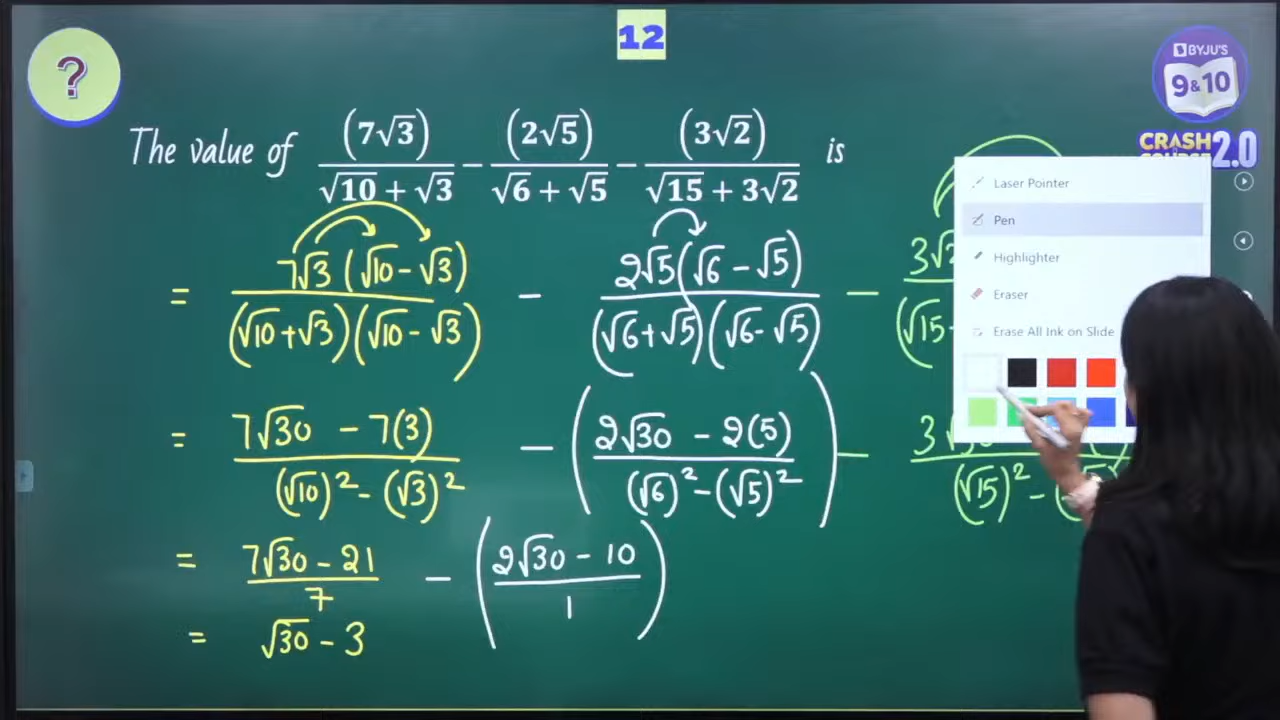 12
?
BYJU'S
9&10
CRASH
COURSE 2.0
The value of (7√3)/(√10 + √3) − (2√5)/(√6 + √5) − (3√2)/(√15 + 3√2) is
= 7√3 (√10 − √3)/(√10 + √3)(√10 − √3) − 2√5(√6 − √5)/(√6 + √5)(√6 − √5) − 3√2/(√15
= 7√30 − 7(3)/(√10)² − (√3)² − (2√30 − 2(5)/(√6)² − (√5)²) − 3√30/(√15)² − (
= 7√30 − 21/7 − (2√30 − 10/1)
= √30 − 3
Laser Pointer
Pen
Highlighter
Eraser
Erase All Ink on Slide